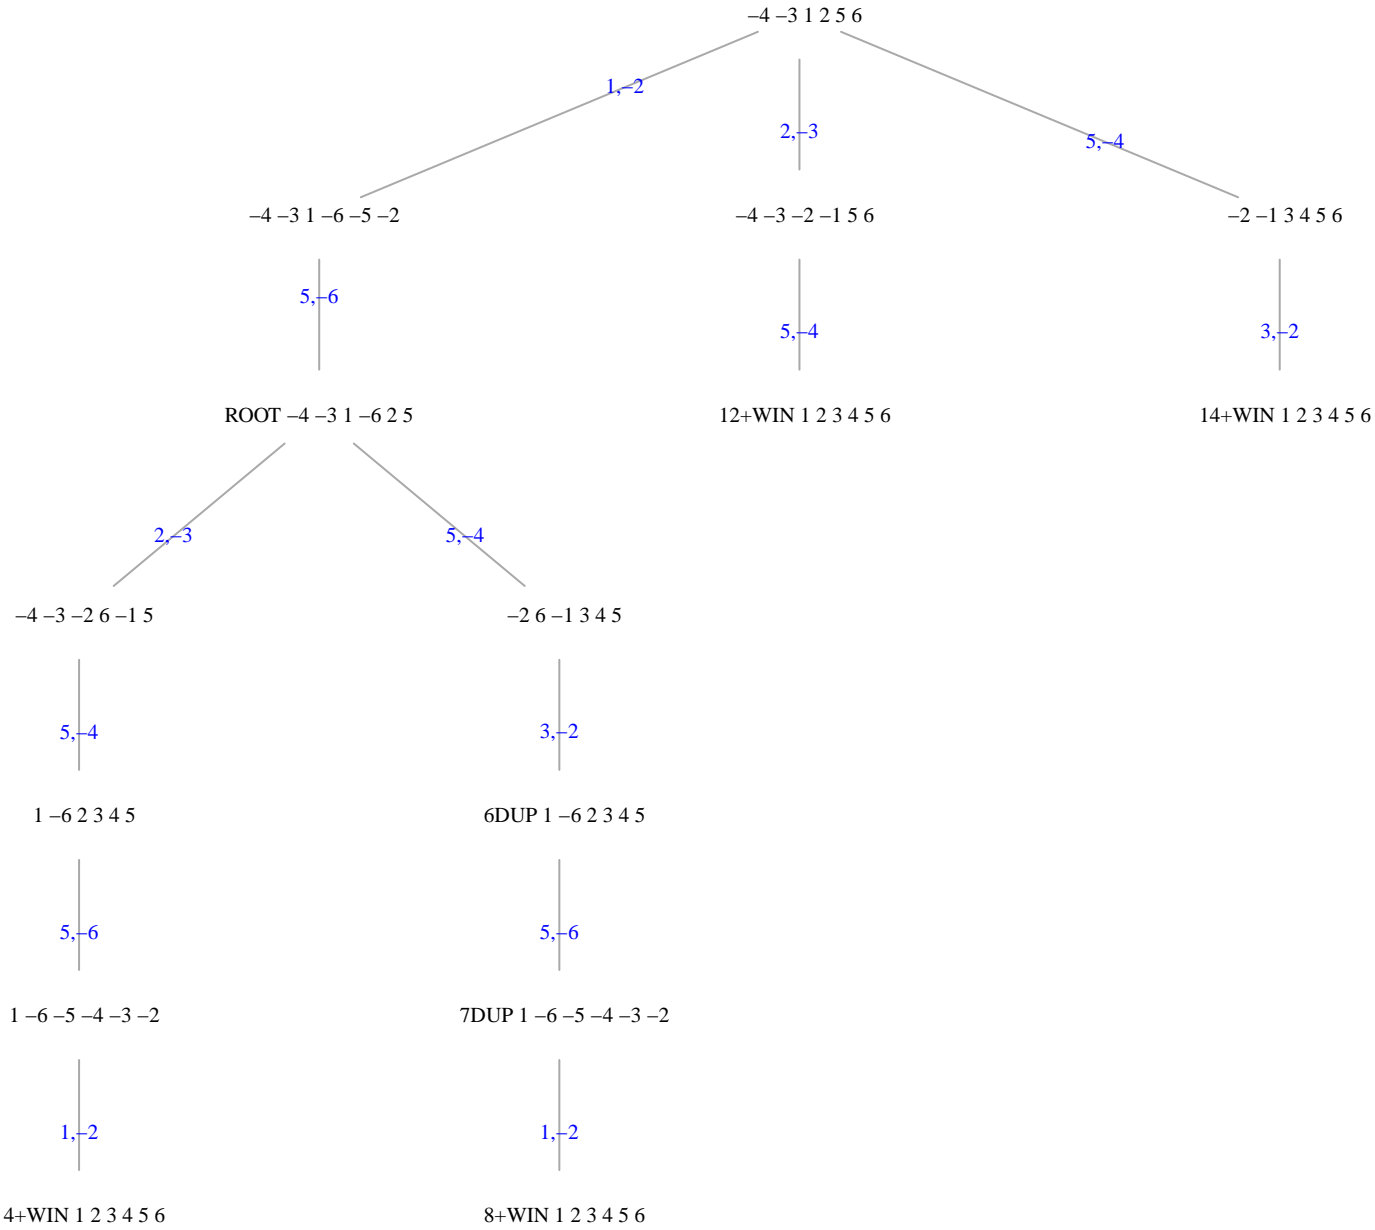 –4 –3 1 2 5 6
1,–2
2,–3
5,–4
–4 –3 1 –6 –5 –2
–4 –3 –2 –1 5 6
–2 –1 3 4 5 6
5,–6
5,–4
3,–2
ROOT –4 –3 1 –6 2 5
12+WIN 1 2 3 4 5 6
14+WIN 1 2 3 4 5 6
2,–3
5,–4
–4 –3 –2 6 –1 5
–2 6 –1 3 4 5
5,–4
3,–2
1 –6 2 3 4 5
6DUP 1 –6 2 3 4 5
5,–6
5,–6
1 –6 –5 –4 –3 –2
7DUP 1 –6 –5 –4 –3 –2
1,–2
1,–2
4+WIN 1 2 3 4 5 6
8+WIN 1 2 3 4 5 6